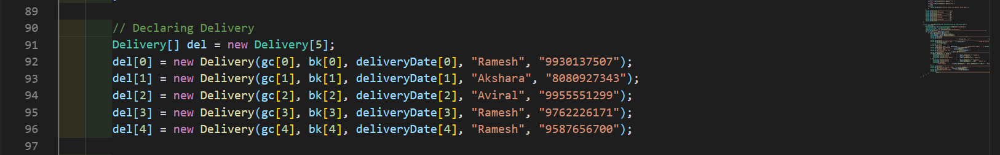 89
90 // Declaring Delivery
91 Delivery[] del = new Delivery[5];
92 del[0] = new Delivery(gc[0], bk[0], deliveryDate[0], "Ramesh", "9930137507");
93 del[1] = new Delivery(gc[1], bk[1], deliveryDate[1], "Akshara", "8080927343");
94 del[2] = new Delivery(gc[2], bk[2], deliveryDate[2], "Aviral", "9955551299");
95 del[3] = new Delivery(gc[3], bk[3], deliveryDate[3], "Ramesh", "9762226171");
96 del[4] = new Delivery(gc[4], bk[4], deliveryDate[4], "Ramesh", "9587656700");
97